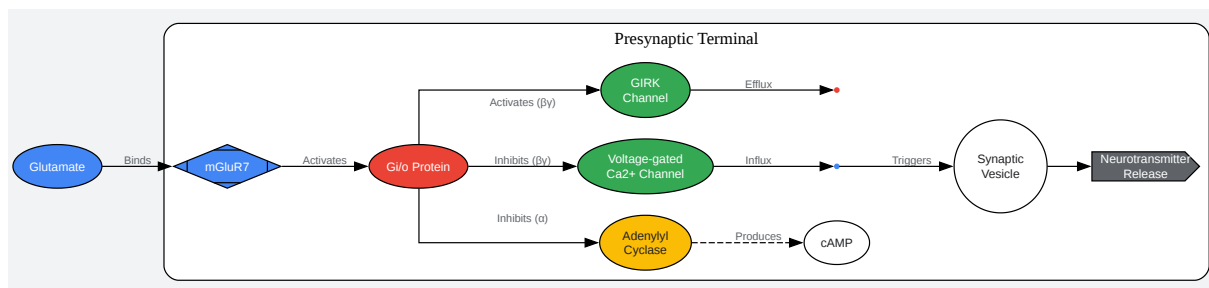 Presynaptic Terminal
GIRK
Channel
Efflux
Activates (βγ)
Glutamate
Binds
mGluR7
Activates
Gi/o Protein
Inhibits (βγ)
Voltage-gated
Ca2+ Channel
Influx
Triggers
Synaptic
Vesicle
Neurotransmitter
Release
Inhibits (α)
Adenylyl
Cyclase
Produces
cAMP